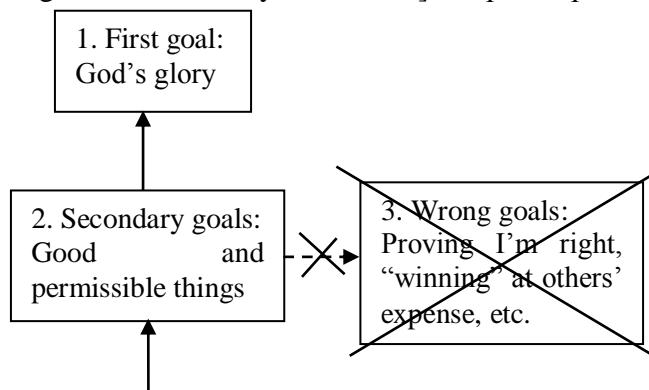 1. First goal:
God's glory
2. Secondary goals:
Good and
permissible things
3. Wrong goals:
Proving I'm right,
“winning” at others’
expense, etc.